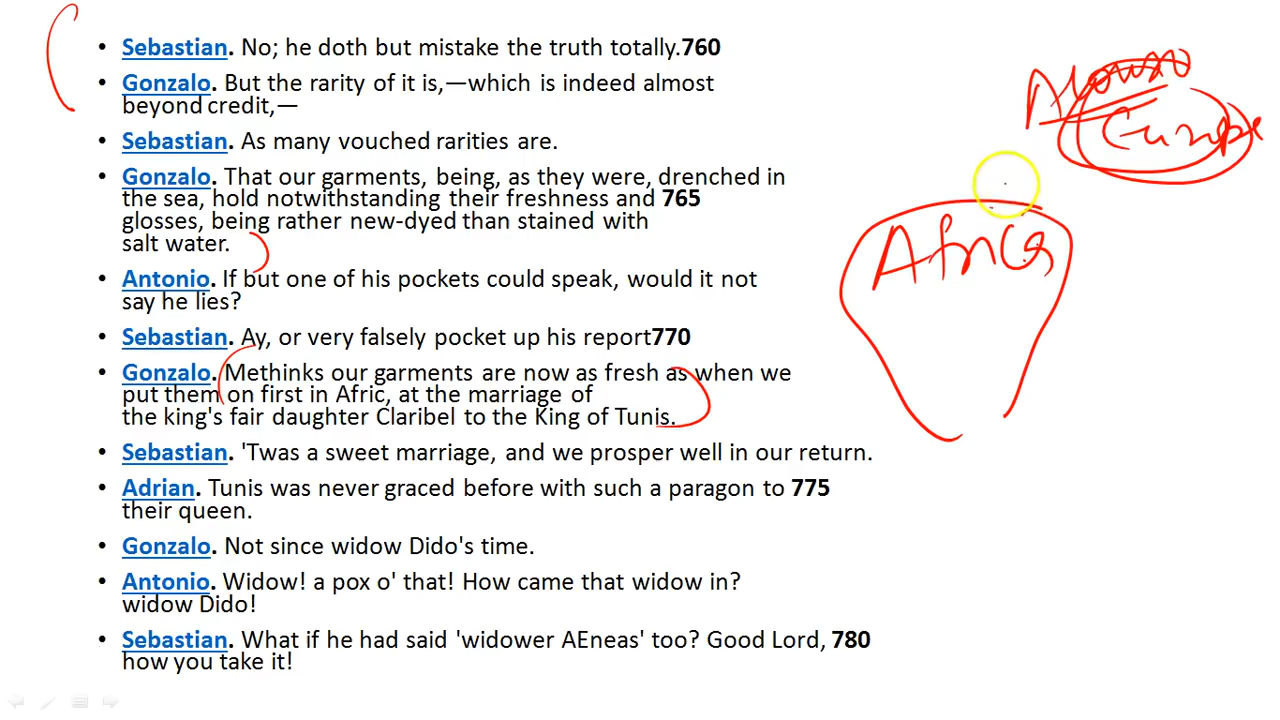 • Sebastian. No; he doth but mistake the truth totally.760
• Gonzalo. But the rarity of it is,—which is indeed almost
beyond credit,—
• Sebastian. As many vouched rarities are.
• Gonzalo. That our garments, being, as they were, drenched in
the sea, hold notwithstanding their freshness and 765
glosses, being rather new-dyed than stained with
salt water.
• Antonio. If but one of his pockets could speak, would it not
say he lies?
• Sebastian. Ay, or very falsely pocket up his report770
• Gonzalo. Methinks our garments are now as fresh as when we
put them on first in Afric, at the marriage of
the king's fair daughter Claribel to the King of Tunis.
• Sebastian. 'Twas a sweet marriage, and we prosper well in our return.
• Adrian. Tunis was never graced before with such a paragon to 775
their queen.
• Gonzalo. Not since widow Dido's time.
• Antonio. Widow! a pox o' that! How came that widow in?
widow Dido!
• Sebastian. What if he had said 'widower AEneas' too? Good Lord, 780
how you take it!
Alonso
Europe
Africa